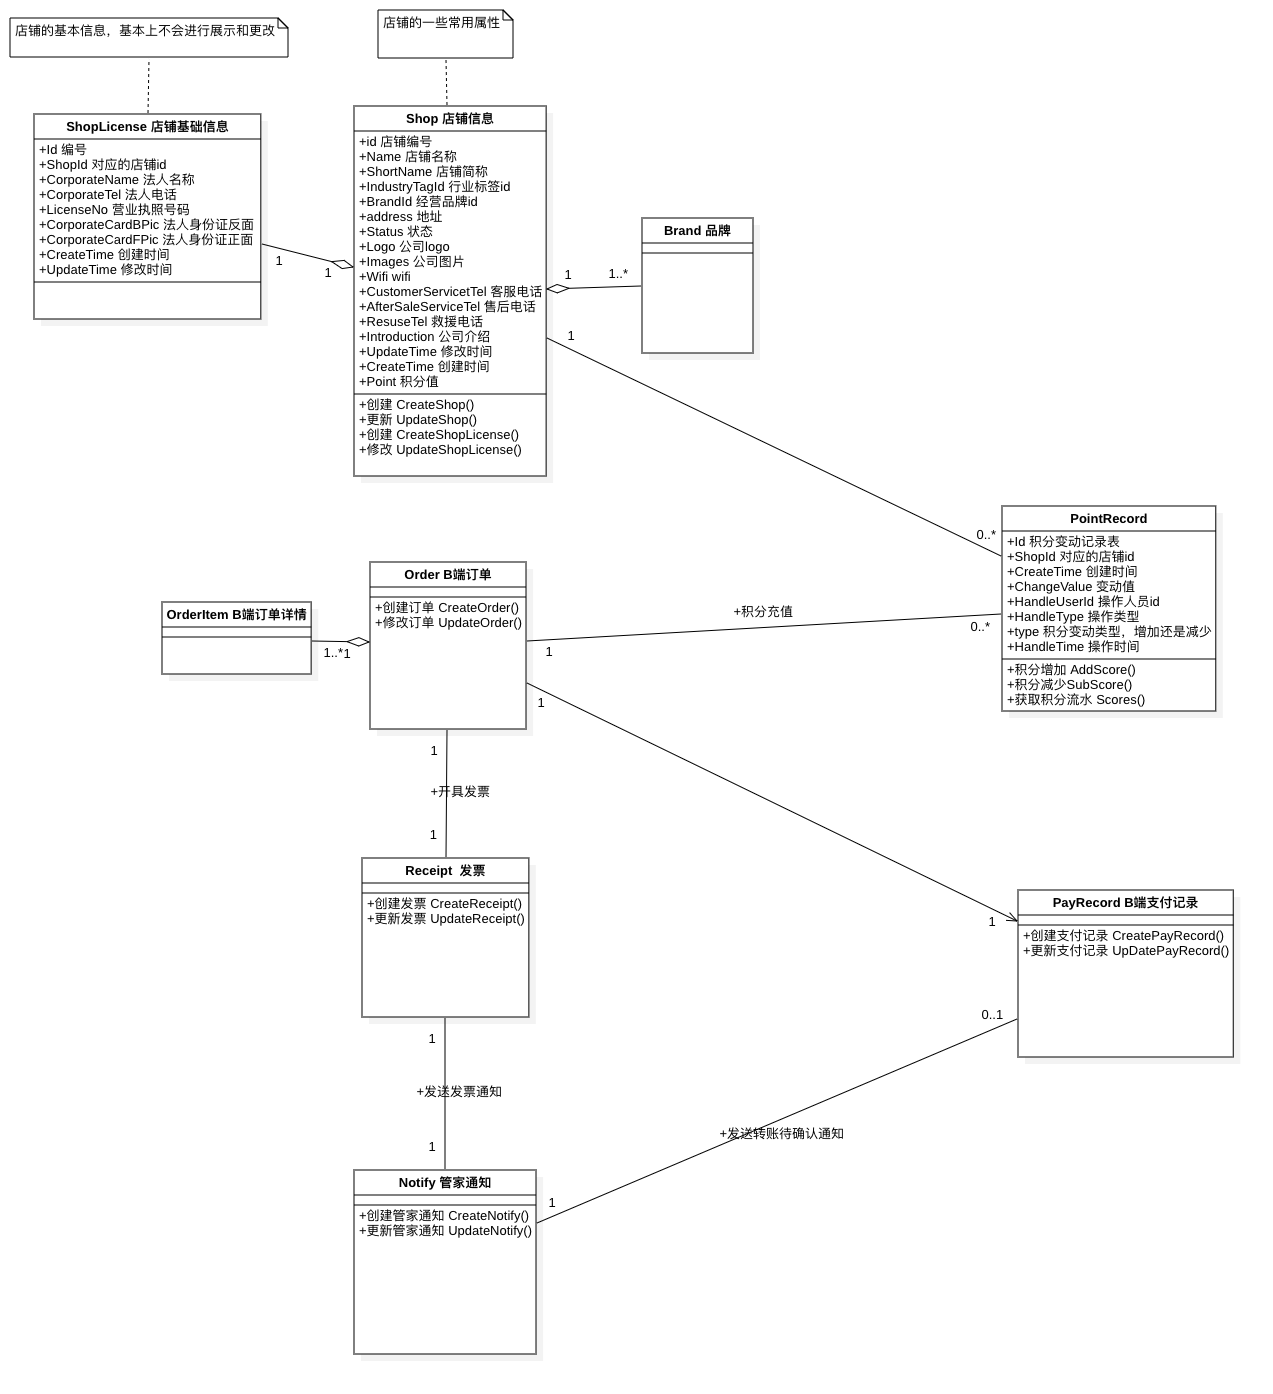 店铺的基本信息，基本上不会进行展示和更改
店铺的一些常用属性
ShopLicense 店铺基础信息
+Id 编号
+ShopId 对应的店铺id
+CorporateName 法人名称
+CorporateTel 法人电话
+LicenseNo 营业执照号码
+CorporateCardBPic 法人身份证反面
+CorporateCardFPic 法人身份证正面
+CreateTime 创建时间
+UpdateTime 修改时间
1
1
Shop 店铺信息
+id 店铺编号
+Name 店铺名称
+ShortName 店铺简称
+IndustryTagId 行业标签id
+BrandId 经营品牌id
+address 地址
+Status 状态
+Logo 公司logo
+Images 公司图片
+Wifi wifi
+CustomerServicetTel 客服电话
+AfterSaleServiceTel 售后电话
+ResuseTel 救援电话
+Introduction 公司介绍
+UpdateTime 修改时间
+CreateTime 创建时间
+Point 积分值
+创建 CreateShop()
+更新 UpdateShop()
+创建 CreateShopLicense()
+修改 UpdateShopLicense()
1
1..*
Brand 品牌
1
0..*
PointRecord
+Id 积分变动记录表
+ShopId 对应的店铺id
+CreateTime 创建时间
+ChangeValue 变动值
+HandleUserId 操作人员id
+HandleType 操作类型
+type 积分变动类型，增加还是减少
+HandleTime 操作时间
+积分增加 AddScore()
+积分减少SubScore()
+获取积分流水 Scores()
OrderItem B端订单详情
1..*
1
Order B端订单
+创建订单 CreateOrder()
+修改订单 UpdateOrder()
+积分充值
1
0..*
1
1
1
+开具发票
1
Receipt 发票
+创建发票 CreateReceipt()
+更新发票 UpdateReceipt()
PayRecord B端支付记录
+创建支付记录 CreatePayRecord()
+更新支付记录 UpDatePayRecord()
0..1
1
+发送发票通知
1
+发送转账待确认通知
1
Notify 管家通知
+创建管家通知 CreateNotify()
+更新管家通知 UpdateNotify()